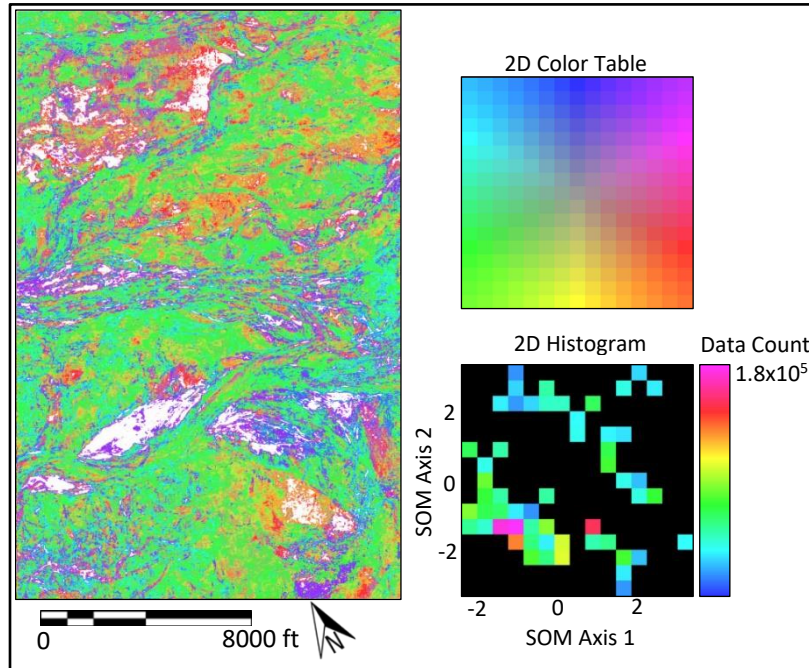 2D Color Table
2D Histogram
Data Count
1.8x10⁵
SOM Axis 2
2
0
-2
-2
0
2
SOM Axis 1
0
8000 ft
N